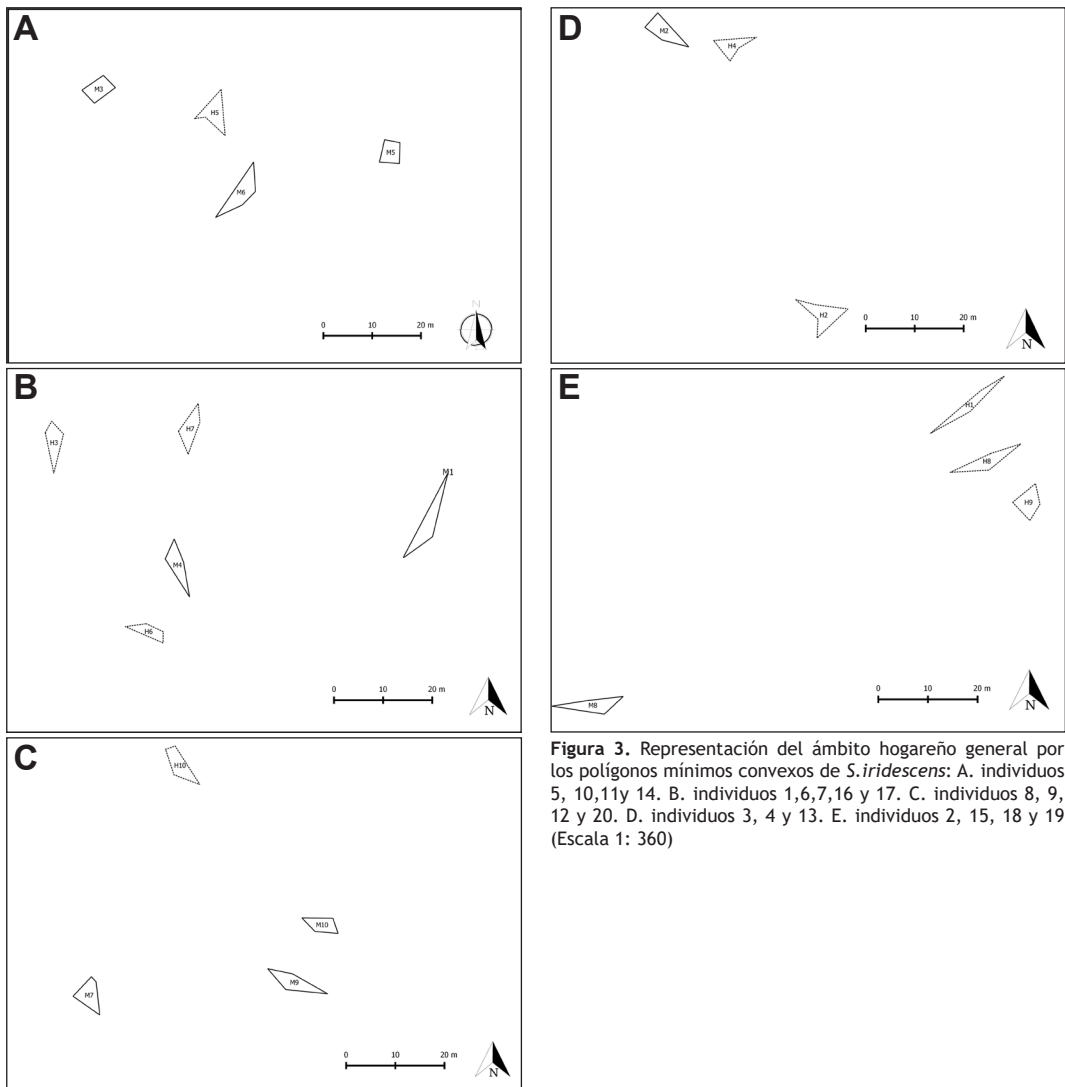 A
M3
H5
M5
M6
N
0 10 20 m
B
H3
H7
M1
M4
H6
0 10 20 m
N
C
H10
M10
M9
M7
0 10 20 m
N
D
M2
H4
H2
0 10 20 m
N
E
H1
H8
H9
M8
0 10 20 m
N
Figura 3. Representación del ámbito hogareño general por
los polígonos mínimos convexos de S.iridescens: A. individuos
5, 10,11y 14. B. individuos 1,6,7,16 y 17. C. individuos 8, 9,
12 y 20. D. individuos 3, 4 y 13. E. individuos 2, 15, 18 y 19
(Escala 1: 360)